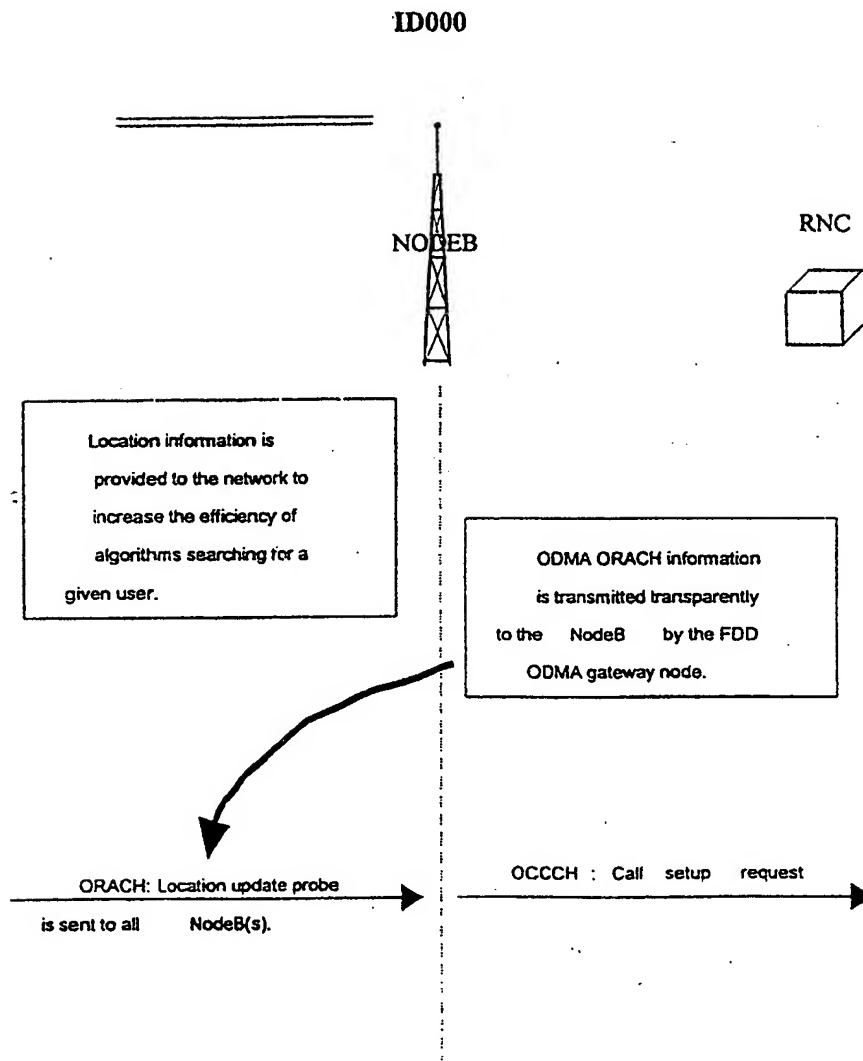 ID000
NODEB
RNC
Location information is
provided to the network to
increase the efficiency of
algorithms searching for a
given user.
ODMA ORACH information
is transmitted transparently
to the NodeB by the FDD
ODMA gateway node.
ORACH: Location update probe
is sent to all NodeB(s).
OCCCH : Call setup request